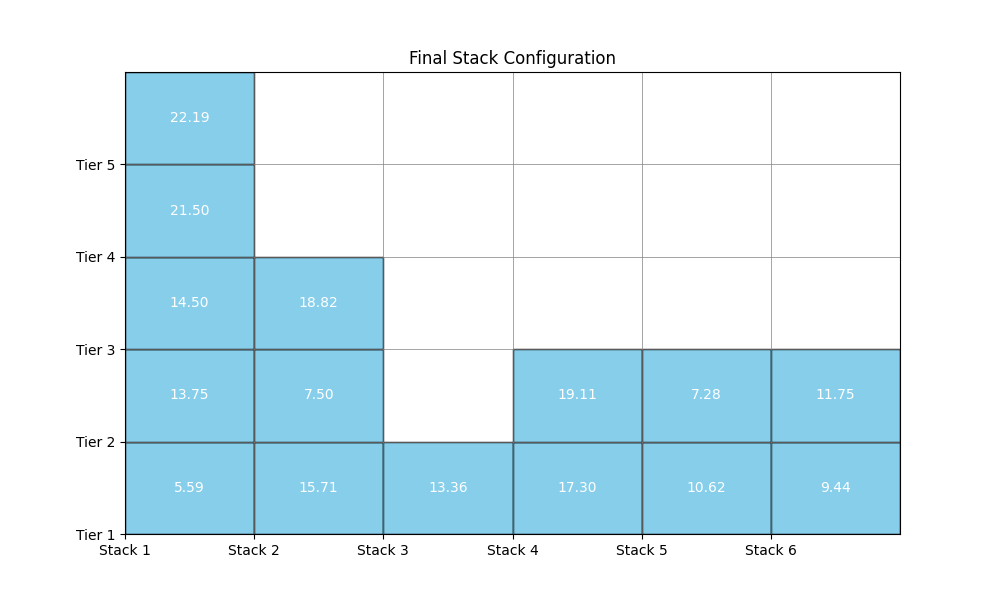 Final Stack Configuration
22.19
Tier 5
21.50
Tier 4
14.50 18.82
Tier 3
13.75 7.50 19.11 7.28 11.75
Tier 2
5.59 15.71 13.36 17.30 10.62 9.44
Tier 1
Stack 1 Stack 2 Stack 3 Stack 4 Stack 5 Stack 6